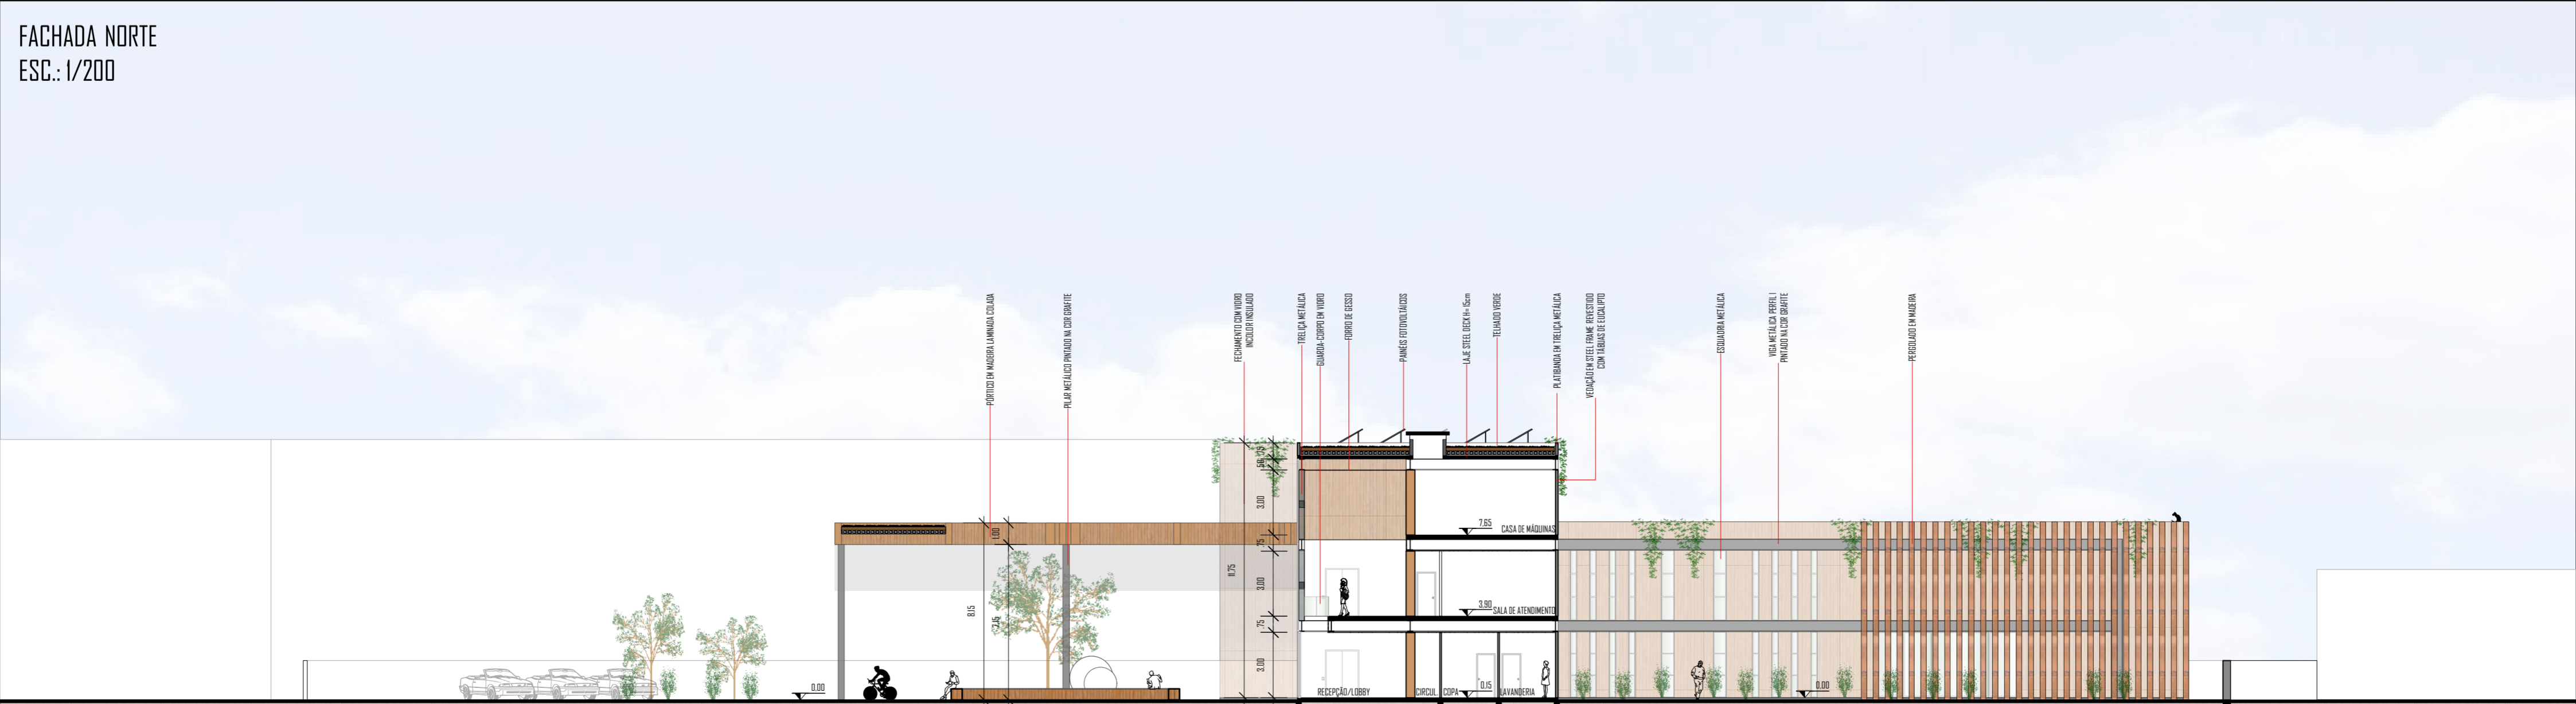 FACHADA NORTE
ESC.: 1/200
PÓRTICO EM MADEIRA LAMINADA COLADA
PILAR METÁLICO PINTADO NA COR GRAFITE
FECHAMENTO COM VIDRO
INCOLOR INSULADO
TRELIÇA METÁLICA
GUARDA-CORPO EM VIDRO
FORRO DE GESSO
PAINÉIS FOTOVOLTÁICOS
LAJE STEEL DECK H= 15cm
TELHADO VERDE
PLATIBANDA EM TRELIÇA METÁLICA
VEDAÇÃO EM STEEL FRAME REVESTIDO
COM TÁBUAS DE EUCALIPTO
ESQUADRIA METÁLICA
VIGA METÁLICA PERFIL I
PINTADO NA COR GRAFITE
PERGOLADO EM MADEIRA
3.00
7.65
CASA DE MÁQUINAS
1.00
.75
11.75
3.00
8.15
7.15
3.90
SALA DE ATENDIMENTO
.75
3.00
0.00
RECEPÇÃO/LOBBY
CIRCUL.
COPA
0.15
LAVANDERIA
0.00